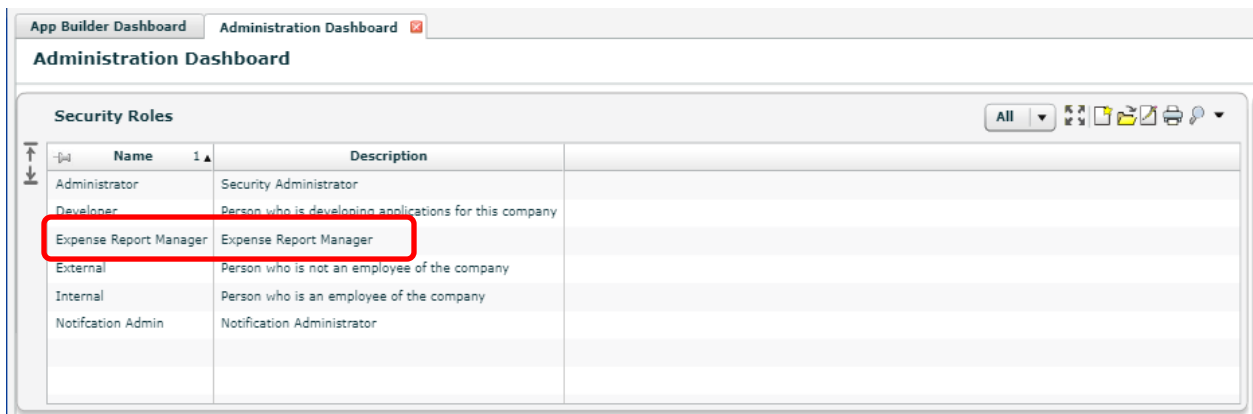 App Builder Dashboard Administration Dashboard
Administration Dashboard
Security Roles All
Name 1 Description
Administrator Security Administrator
Developer Person who is developing applications for this company
Expense Report Manager Expense Report Manager
External Person who is not an employee of the company
Internal Person who is an employee of the company
Notifcation Admin Notification Administrator